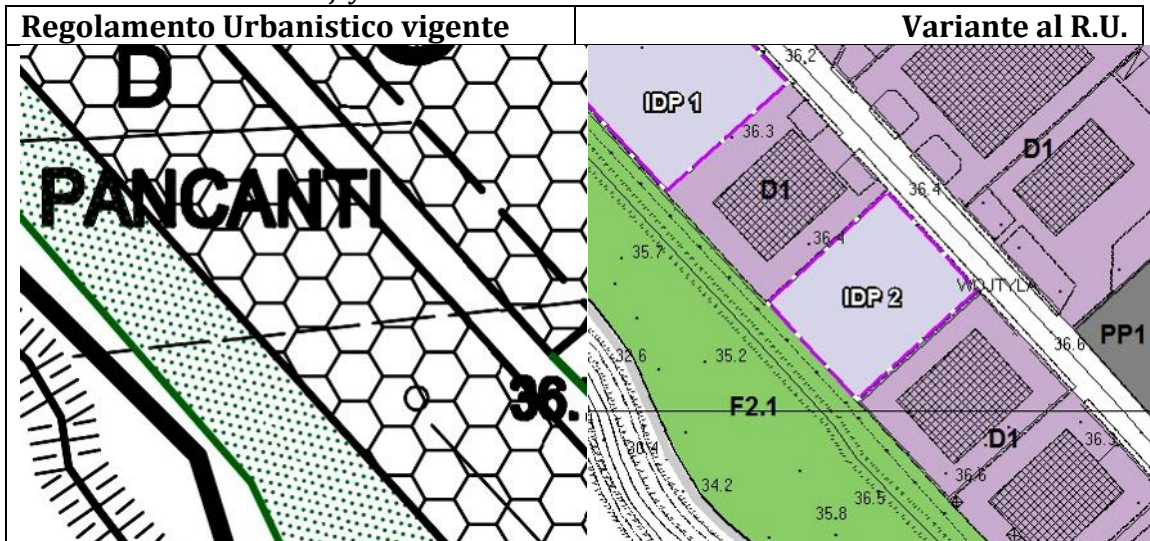 Regolamento Urbanistico vigente
Variante al R.U.
D
PANCANTI
36.
36.2
IDP 1
36.3
D1
D1
36.4
36.4
35.7
IDP 2
WOJTYLA
36.6
PP1
32.6
35.2
F2.1
D1
36.3
30.4
34.2
36.6
36.5
35.8